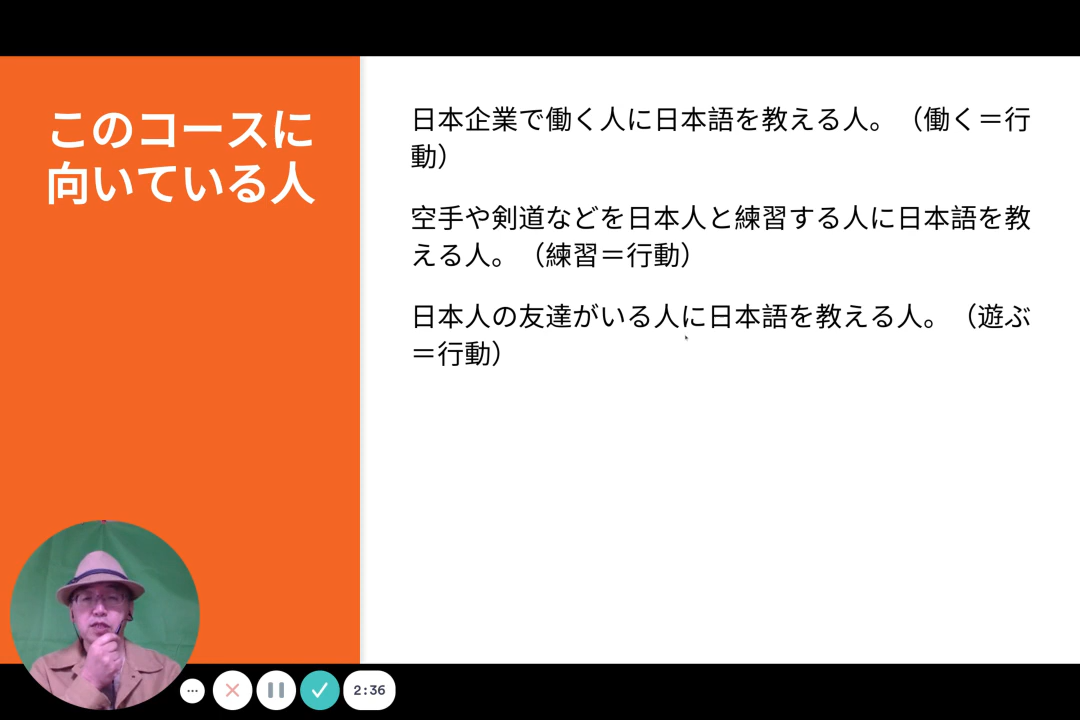 このコースに
向いている人
日本企業で働く人に日本語を教える人。（働く＝行
動）
空手や剣道などを日本人と練習する人に日本語を教
える人。（練習＝行動）
日本人の友達がいる人に日本語を教える人。（遊ぶ
＝行動）
2:36